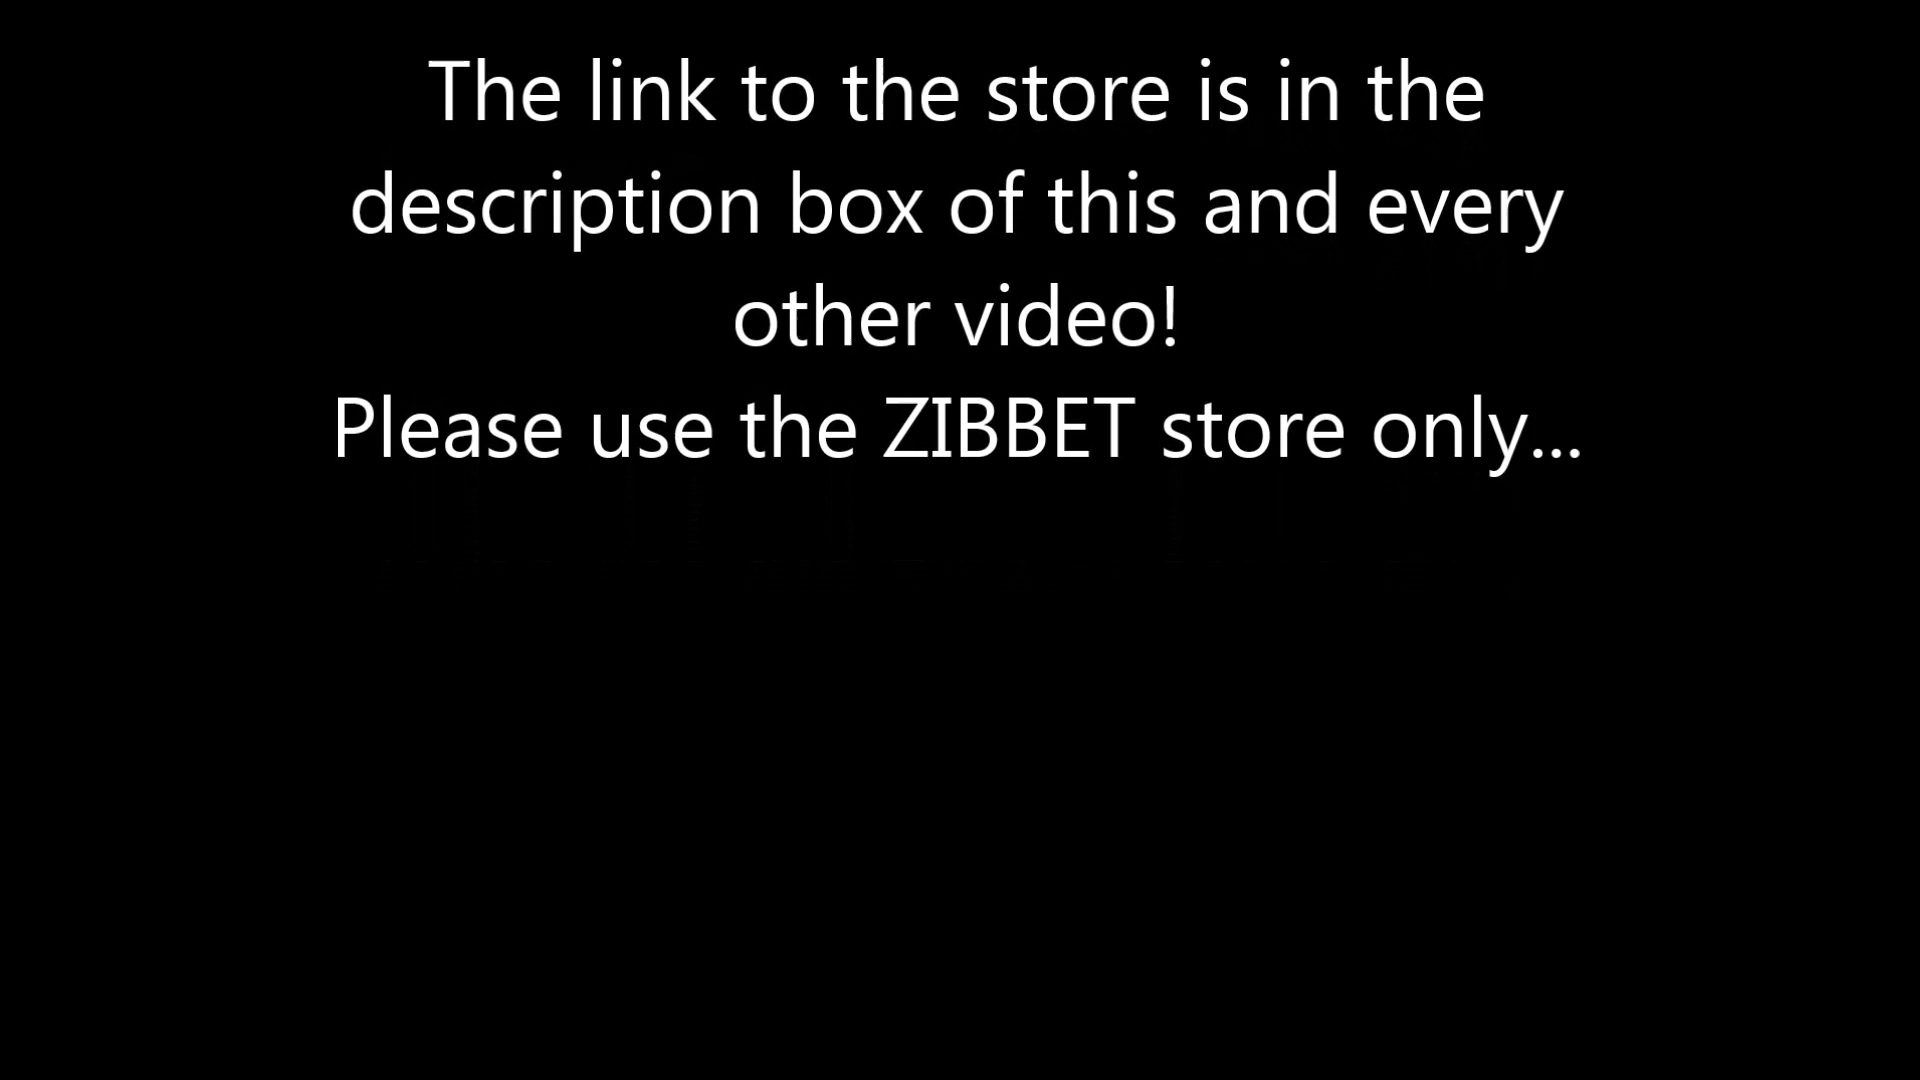 The link to the store is in the
description box of this and every
other video!
Please use the ZIBBET store only...